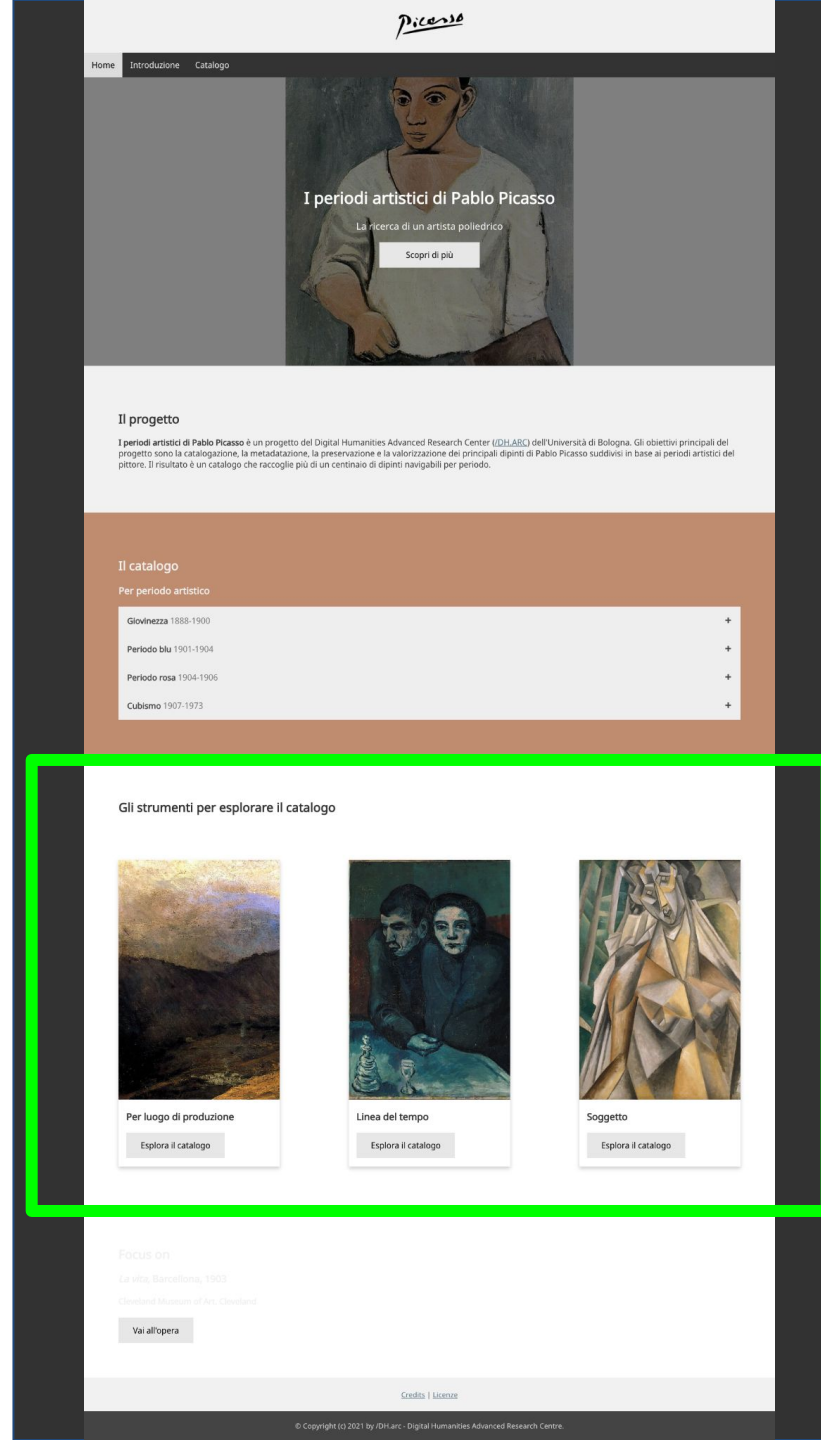 Picasso
Home Introduzione Catalogo
I periodi artistici di Pablo Picasso
La ricerca di un artista poliedrico
Scopri di più
Il progetto
I periodi artistici di Pablo Picasso è un progetto del Digital Humanities Advanced Research Center (/DH.ARC) dell'Università di Bologna. Gli obiettivi principali del
progetto sono la catalogazione, la metadatazione, la preservazione e la valorizzazione dei principali dipinti di Pablo Picasso suddivisi in base ai periodi artistici del
pittore. Il risultato è un catalogo che raccoglie più di un centinaio di dipinti navigabili per periodo.
Il catalogo
Per periodo artistico
Giovinezza 1888-1900 +
Periodo blu 1901-1904 +
Periodo rosa 1904-1906 +
Cubismo 1907-1973 +
Gli strumenti per esplorare il catalogo
Per luogo di produzione
Esplora il catalogo
Linea del tempo
Esplora il catalogo
Soggetto
Esplora il catalogo
Focus on
La vita, Barcellona, 1903
Cleveland Museum of Art, Cleveland
Vai all'opera
Credits | Licenze
© Copyright (c) 2021 by /DH.arc - Digital Humanities Advanced Research Centre.